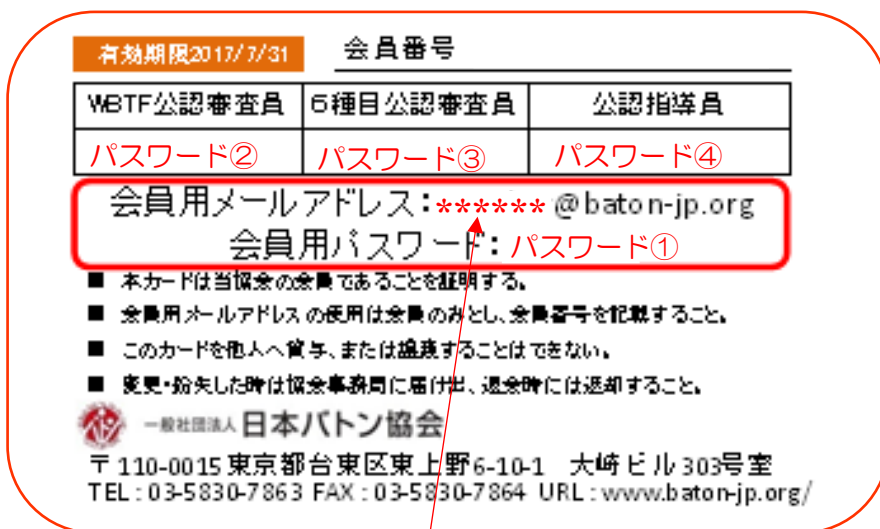 有効期限2017/7/31 会員番号
WBTF公認審査員 6種目公認審査員 公認指導員
パスワード② パスワード③ パスワード④
会員用メールアドレス:******@baton-jp.org
会員用パスワード:パスワード①
■ 本カードは当協会の会員であることを証明する。
■ 会員用メールアドレスの使用は会員のみとし、会員番号を記載すること。
■ このカードを他人へ貸与、または譲渡することはできない。
■ 変更・紛失した時は協会事務局に届け出、退会時には返却すること。
一般社団法人 日本バトン協会
〒110-0015 東京都台東区東上野6-10-1 大崎ビル303号室
TEL:03-5830-7863 FAX:03-5830-7864 URL:www.baton-jp.org/